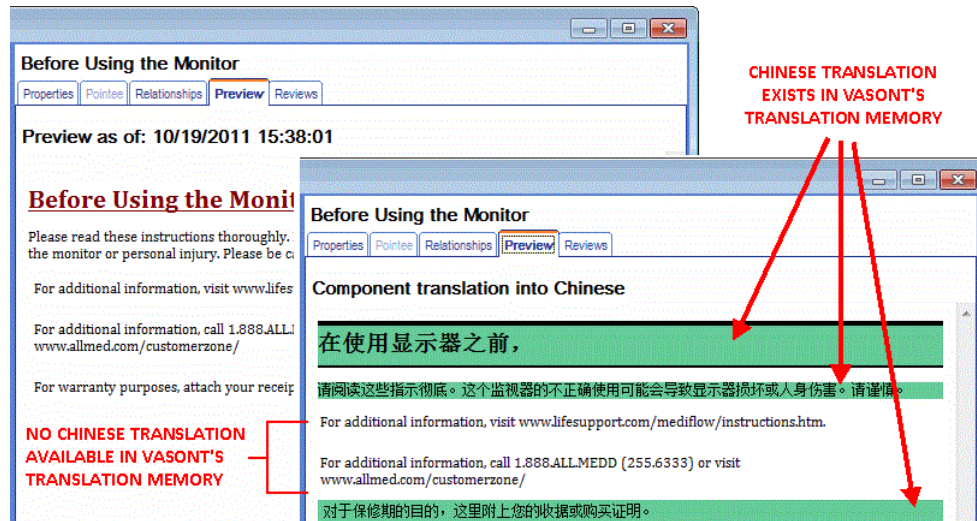 Before Using the Monitor
Properties Pointee Relationships Preview Reviews
Preview as of: 10/19/2011 15:38:01
Before Using the Monit
Please read these instructions thoroughly.
the monitor or personal injury. Please be ca
For additional information, visit www.lifes
For additional information, call 1.888.ALL.
www.allmed.com/customerzone/
For warranty purposes, attach your receip
NO CHINESE TRANSLATION
AVAILABLE IN VASONT'S
TRANSLATION MEMORY
CHINESE TRANSLATION
EXISTS IN VASONT'S
TRANSLATION MEMORY
Before Using the Monitor
Properties Pointee Relationships Preview Reviews
Component translation into Chinese
在使用显示器之前，
请阅读这些指示彻底。这个监视器的不正确使用可能会导致显示器损坏或人身伤害。请谨慎。
For additional information, visit www.lifesupport.com/mediflow/instructions.htm.
For additional information, call 1.888.ALL.MEDD (255.6333) or visit
www.allmed.com/customerzone/
对于保修期的目的，这里附上您的收据或购买证明。